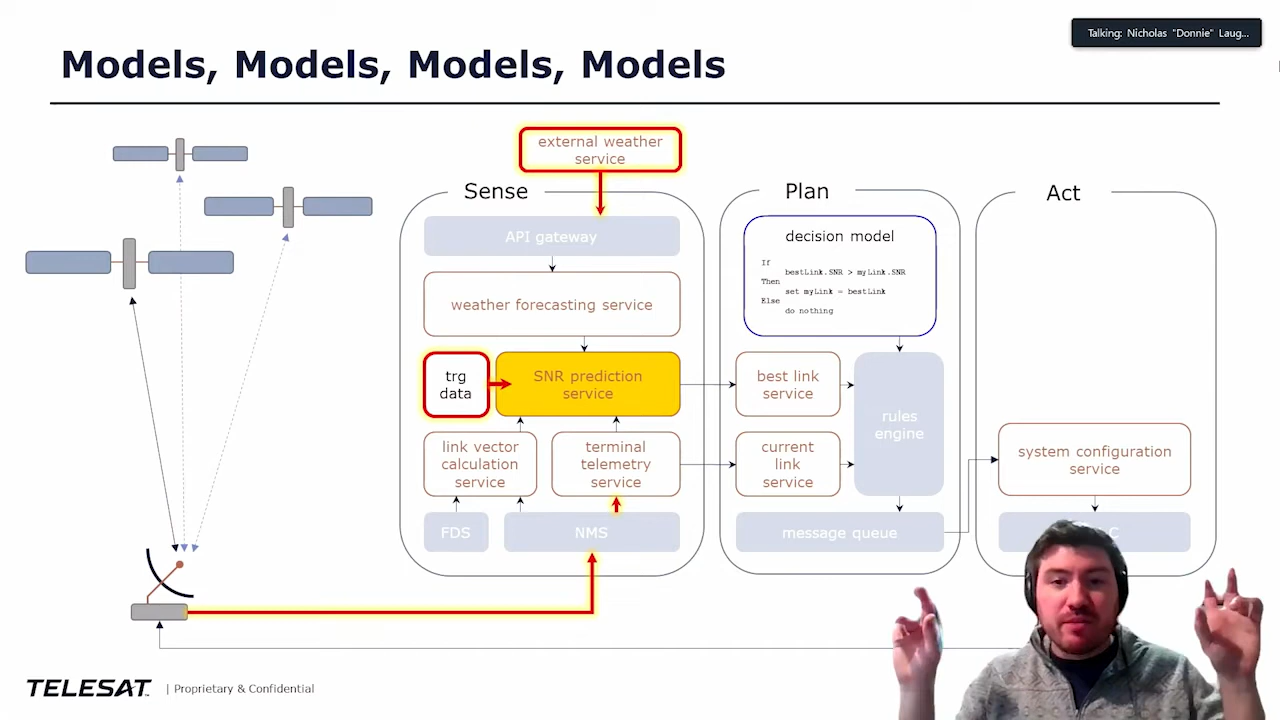 Talking: Nicholas "Donnie" Laug...
Models, Models, Models, Models
external weather
service
Sense
API gateway
weather forecasting service
trg
data
SNR prediction
service
link vector
calculation
service
terminal
telemetry
service
FDS
NMS
Plan
decision model
If
bestLink.SNR > myLink.SNR
Then
set myLink = bestLink
Else
do nothing
best link
service
current
link
service
rules
engine
message queue
Act
system configuration
service
TELESAT
| Proprietary & Confidential